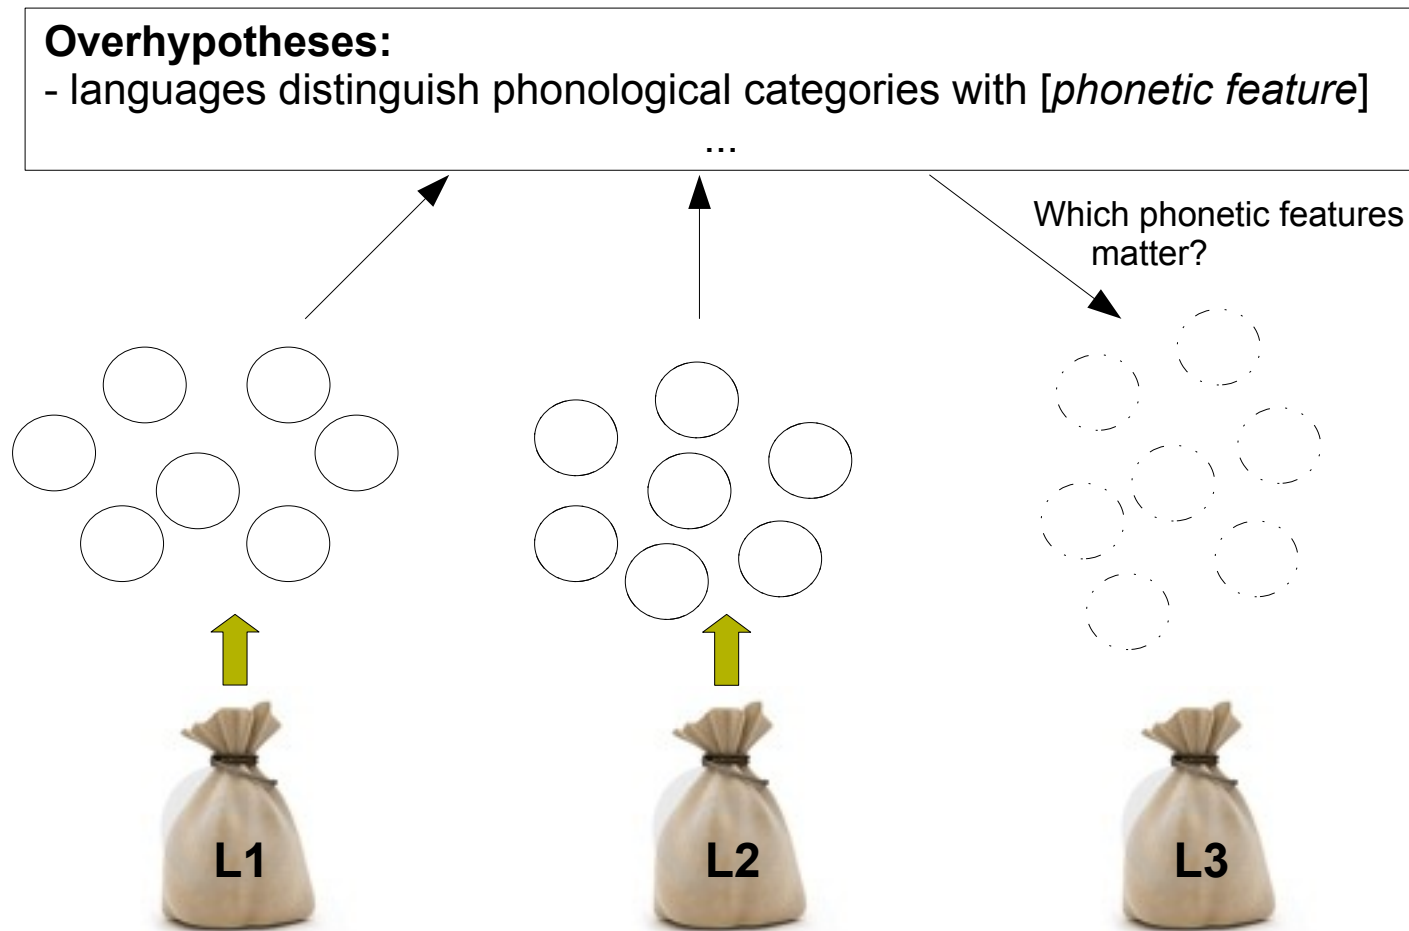 Overhypotheses:
- languages distinguish phonological categories with [phonetic feature]
...
Which phonetic features
matter?
L1
L2
L3